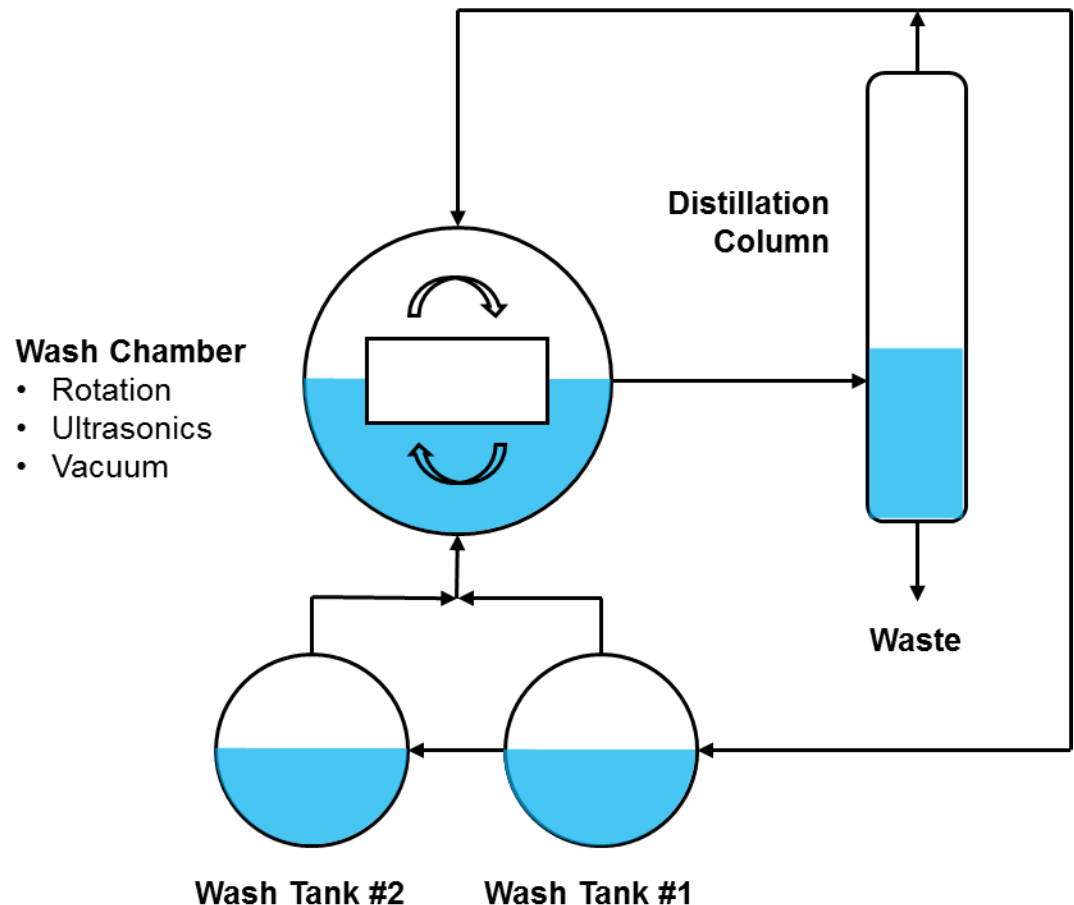 Distillation
Column
Wash Chamber
• Rotation
• Ultrasonics
• Vacuum
Waste
Wash Tank #2
Wash Tank #1